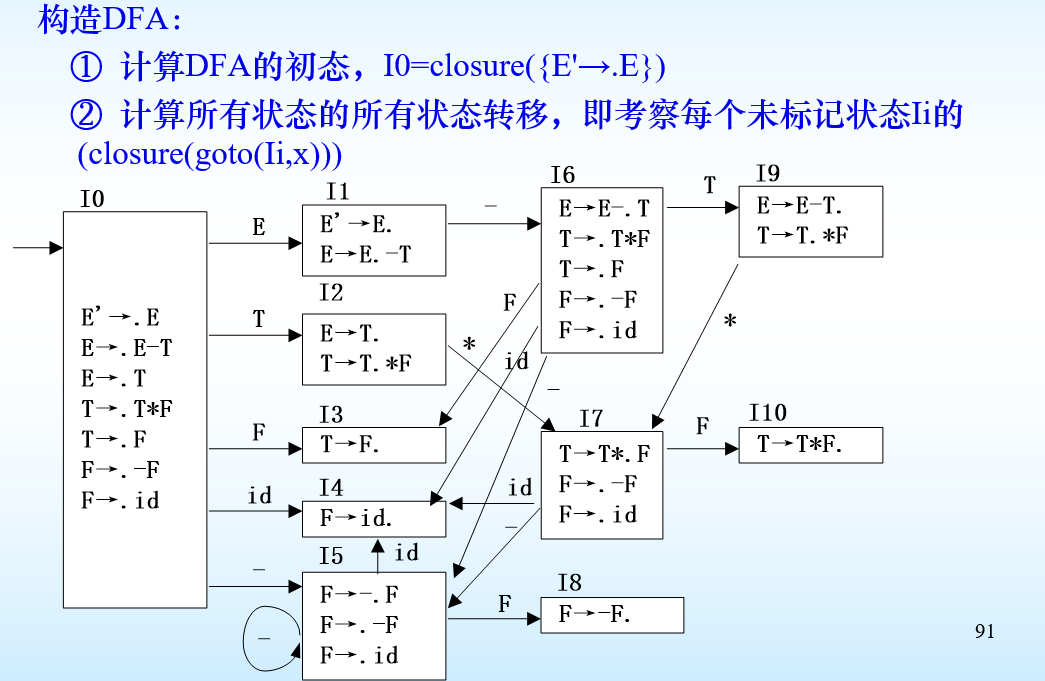 构造DFA：
① 计算DFA的初态，I0=closure({E'→.E})
② 计算所有状态的所有状态转移，即考察每个未标记状态Ii的
(closure(goto(Ii,x)))
I0
E'→.E
E→.E-T
E→.T
T→.T*F
T→.F
F→.-F
F→.id
E
T
F
id
-
I1
E'→E.
E→E.-T
I2
E→T.
T→T.*F
I3
T→F.
I4
F→id.
id
I5
F→-.F
F→.-F
F→.id
-
-
*
F
id
-
I6
E→E-.T
T→.T*F
T→.F
F→.-F
F→.id
I7
T→T*.F
F→.-F
F→.id
id
-
F
I8
F→-F.
T
I9
E→E-T.
T→T.*F
*
F
I10
T→T*F.
91